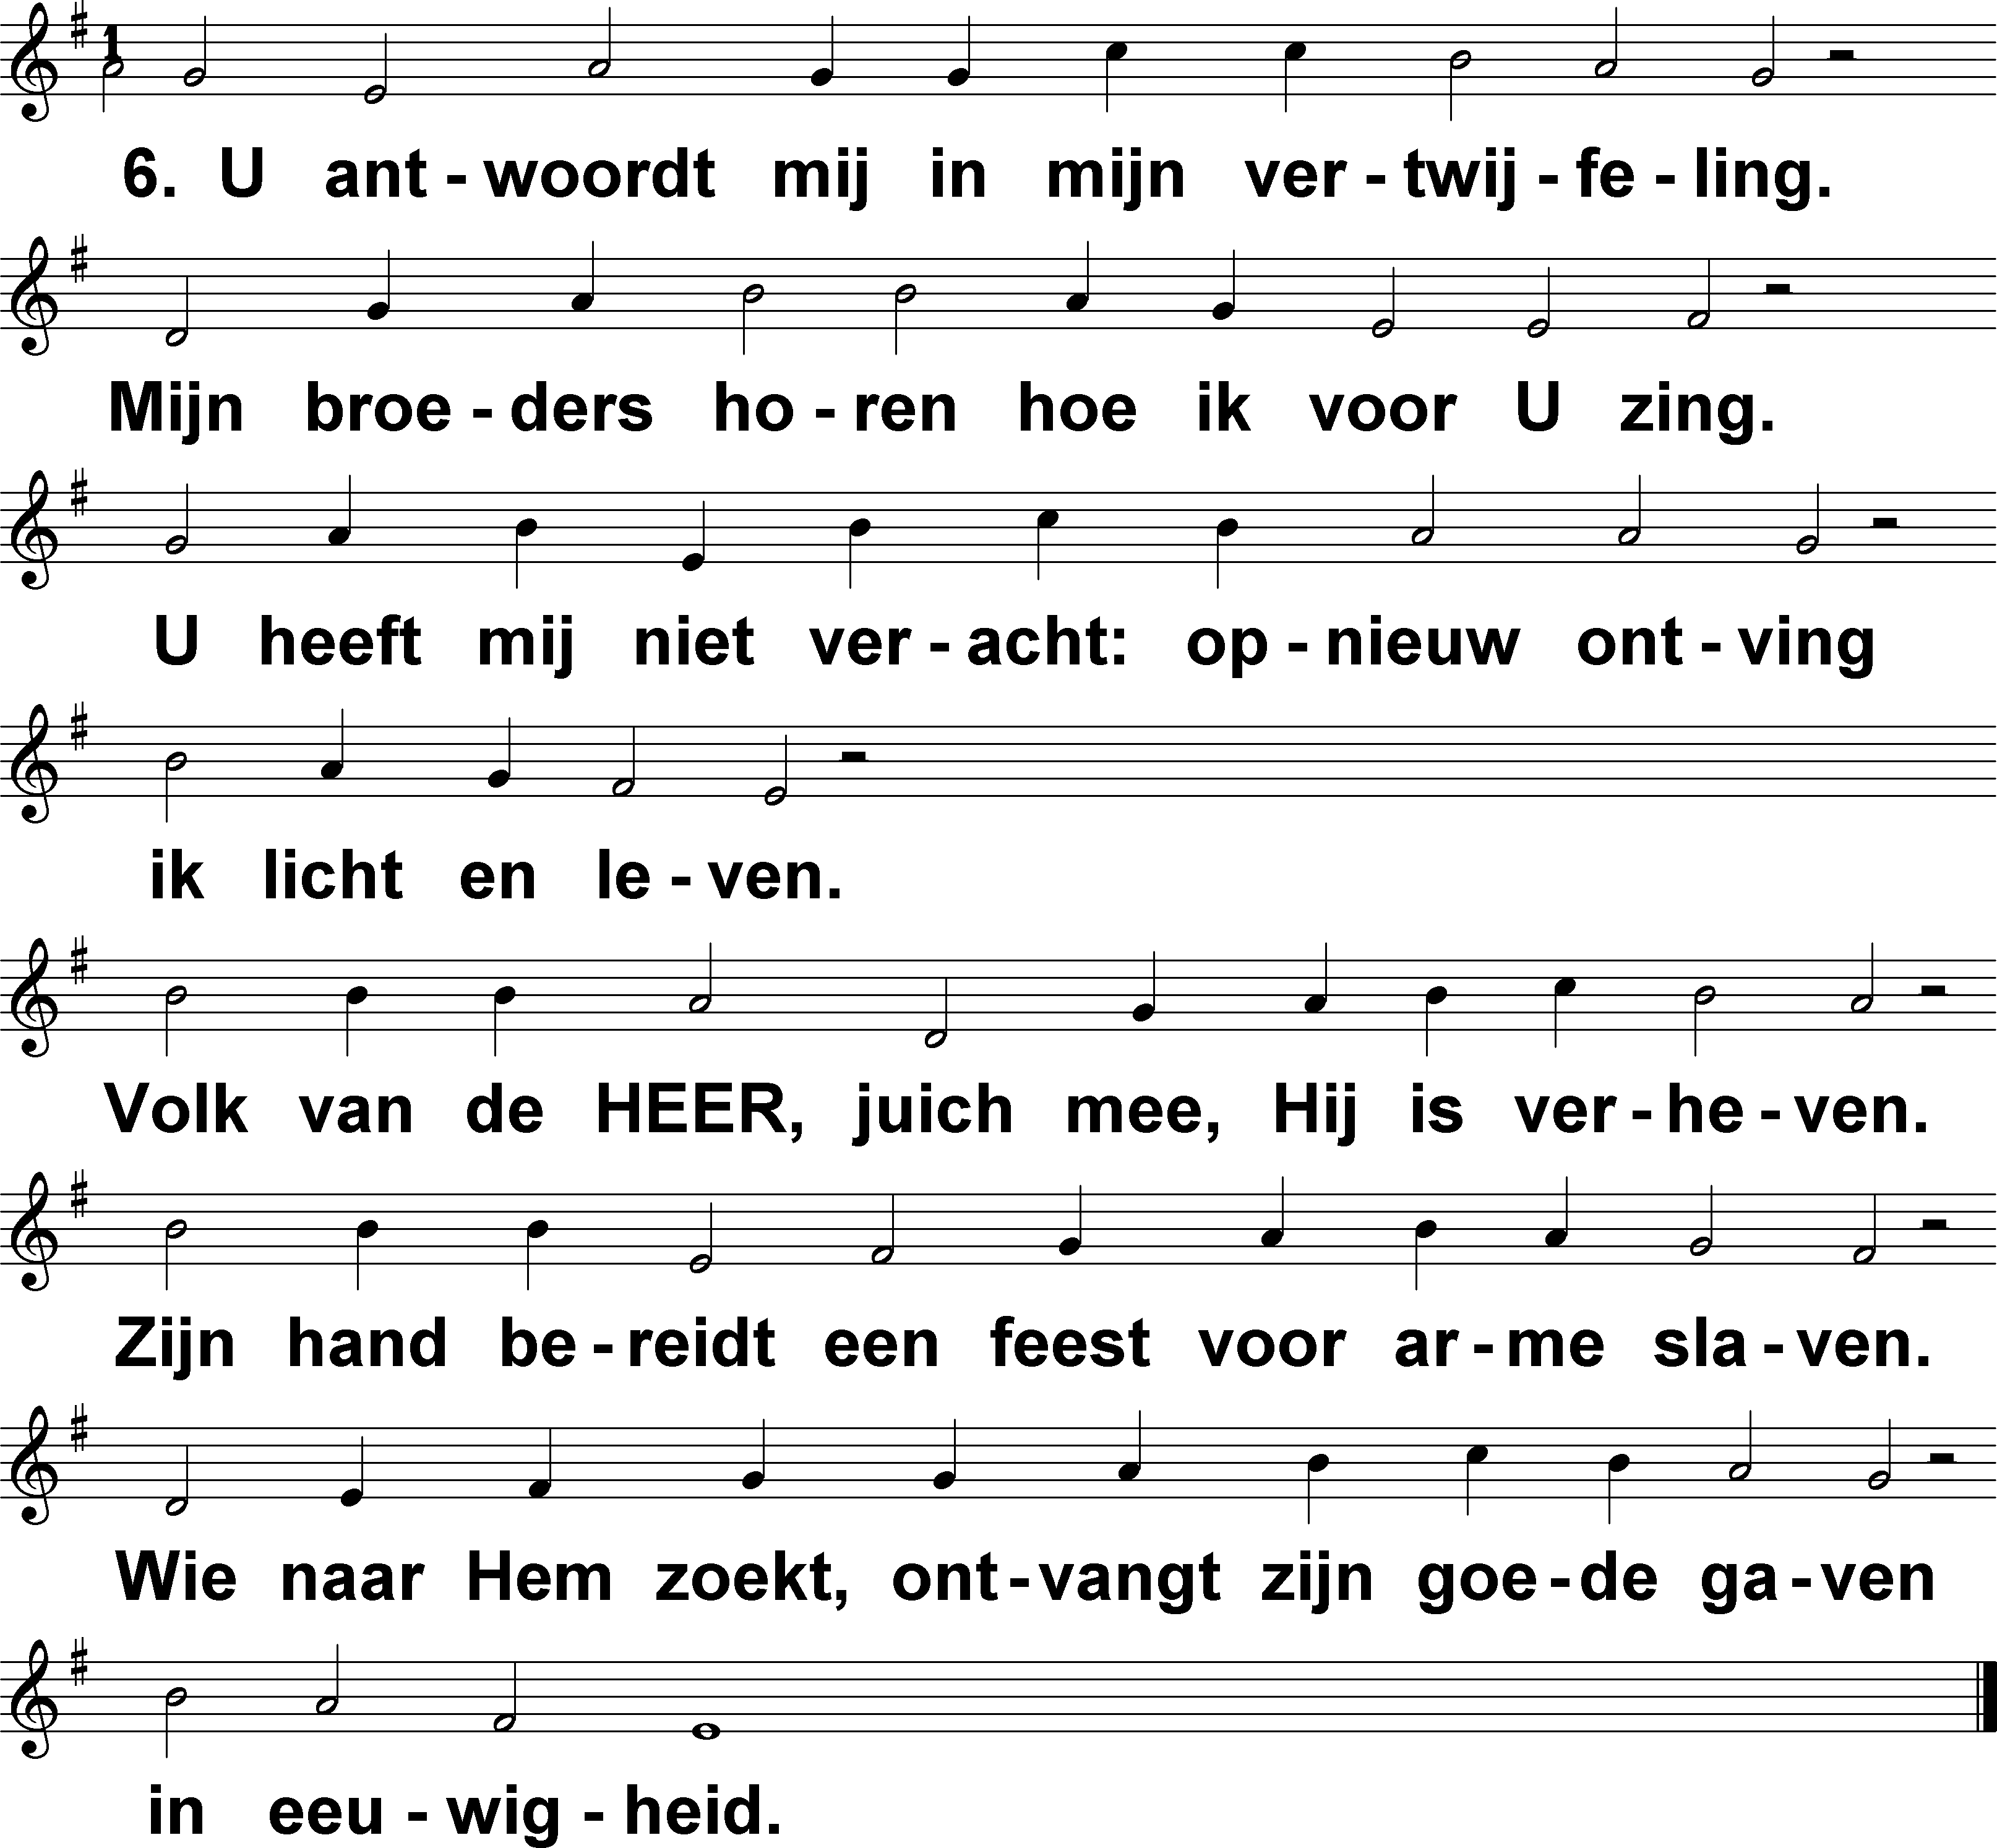 1
6. U ant - woordt mij in mijn ver - twij - fe - ling.
Mijn broe - ders ho - ren hoe ik voor U zing.
U heeft mij niet ver - acht: op - nieuw ont - ving
ik licht en le - ven.
Volk van de HEER, juich mee, Hij is ver - he - ven.
Zijn hand be - reidt een feest voor ar - me sla - ven.
Wie naar Hem zoekt, ont - vangt zijn goe - de ga - ven
in eeu - wig - heid.